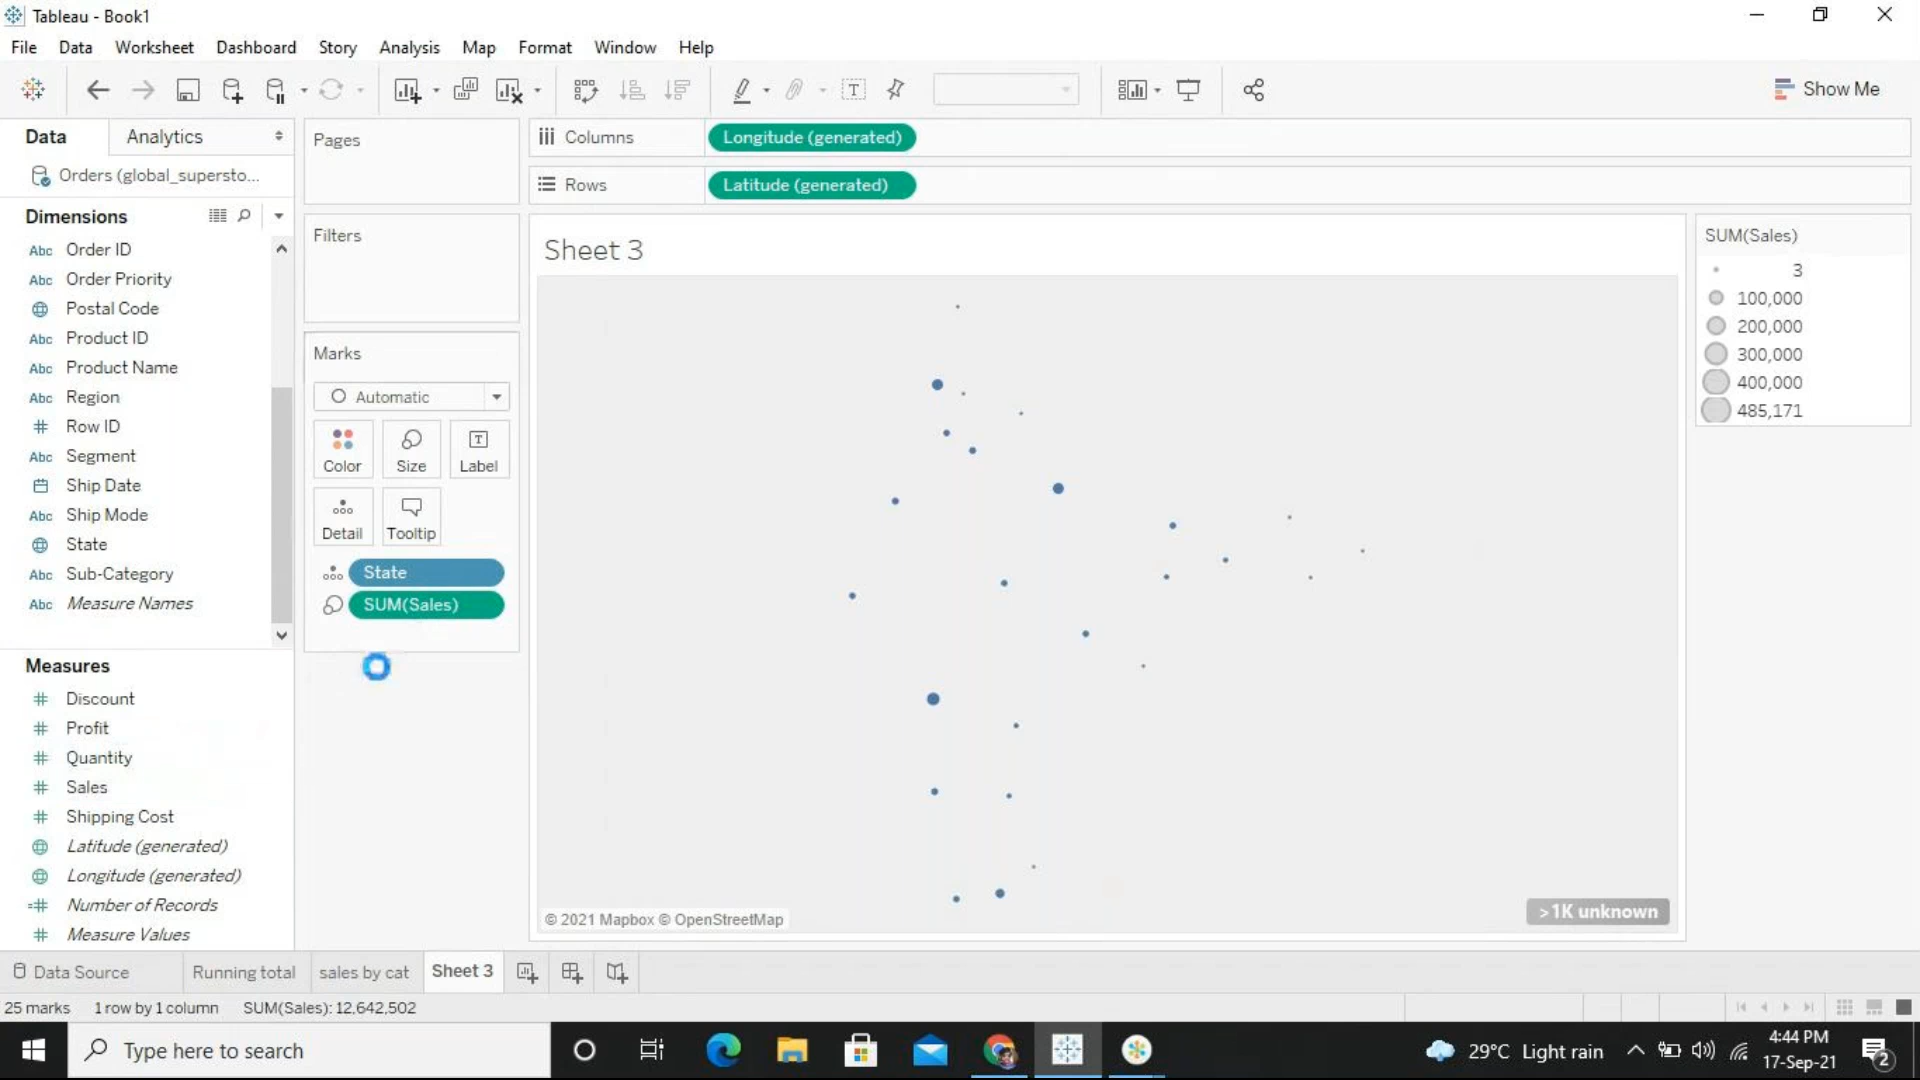 Tableau - Book1
File Data Worksheet Dashboard Story Analysis Map Format Window Help
Show Me
Data Analytics
Orders (global_supersto...
Dimensions
Abc Order ID
Abc Order Priority
Postal Code
Abc Product ID
Abc Product Name
Abc Region
# Row ID
Abc Segment
Ship Date
Abc Ship Mode
State
Abc Sub-Category
Abc Measure Names
Measures
# Discount
# Profit
# Quantity
# Sales
# Shipping Cost
Latitude (generated)
Longitude (generated)
=# Number of Records
# Measure Values
Pages
Filters
Marks
Automatic
Color Size Label
Detail Tooltip
State
SUM(Sales)
Columns Longitude (generated)
Rows Latitude (generated)
Sheet 3
© 2021 Mapbox © OpenStreetMap
>1K unknown
SUM(Sales)
3
100,000
200,000
300,000
400,000
485,171
Data Source Running total sales by cat Sheet 3
25 marks 1 row by 1 column SUM(Sales): 12,642,502
Type here to search
29°C Light rain
4:44 PM
17-Sep-21
2